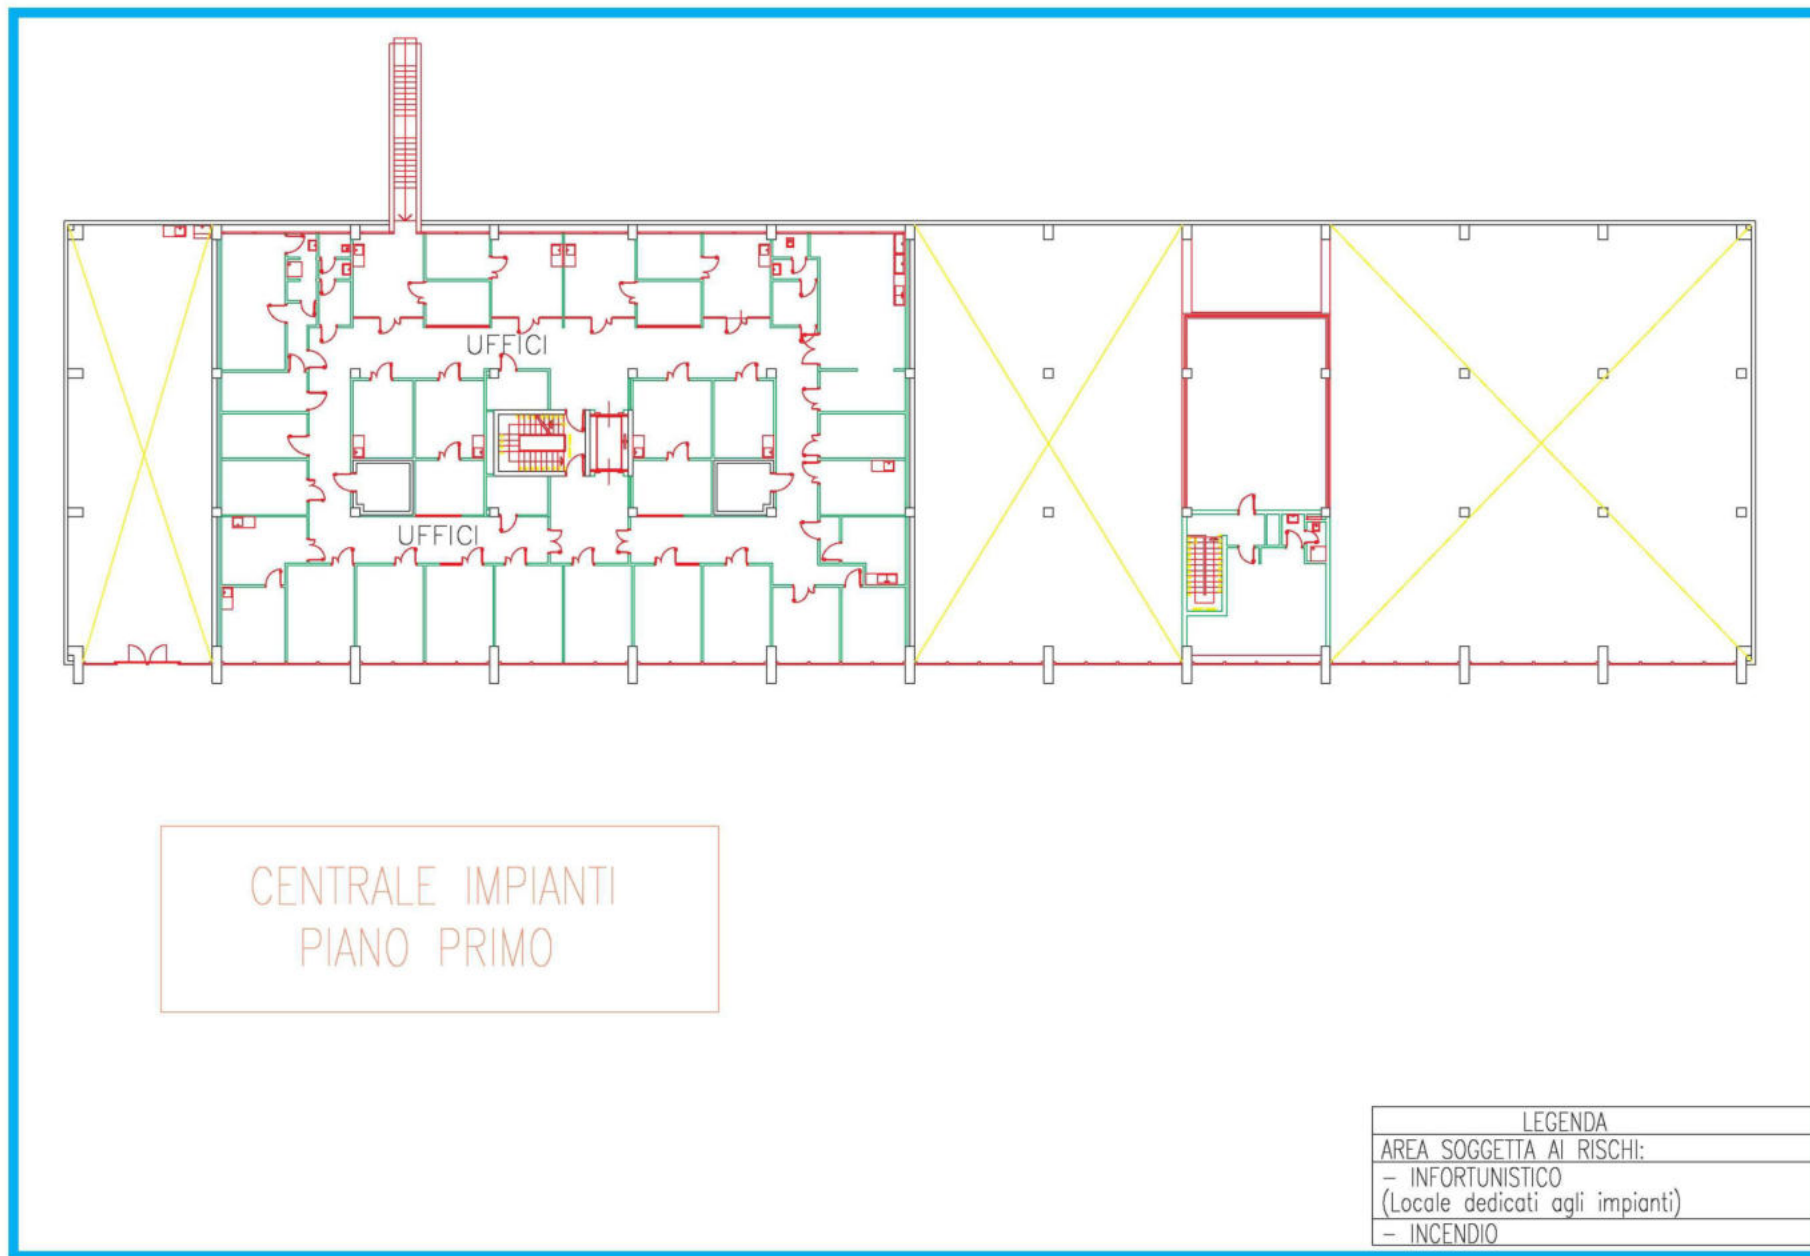 UFFICI
UFFICI
CENTRALE IMPIANTI
PIANO PRIMO
LEGENDA
AREA SOGGETTA AI RISCHI:
– INFORTUNISTICO
(Locale dedicati agli impianti)
– INCENDIO